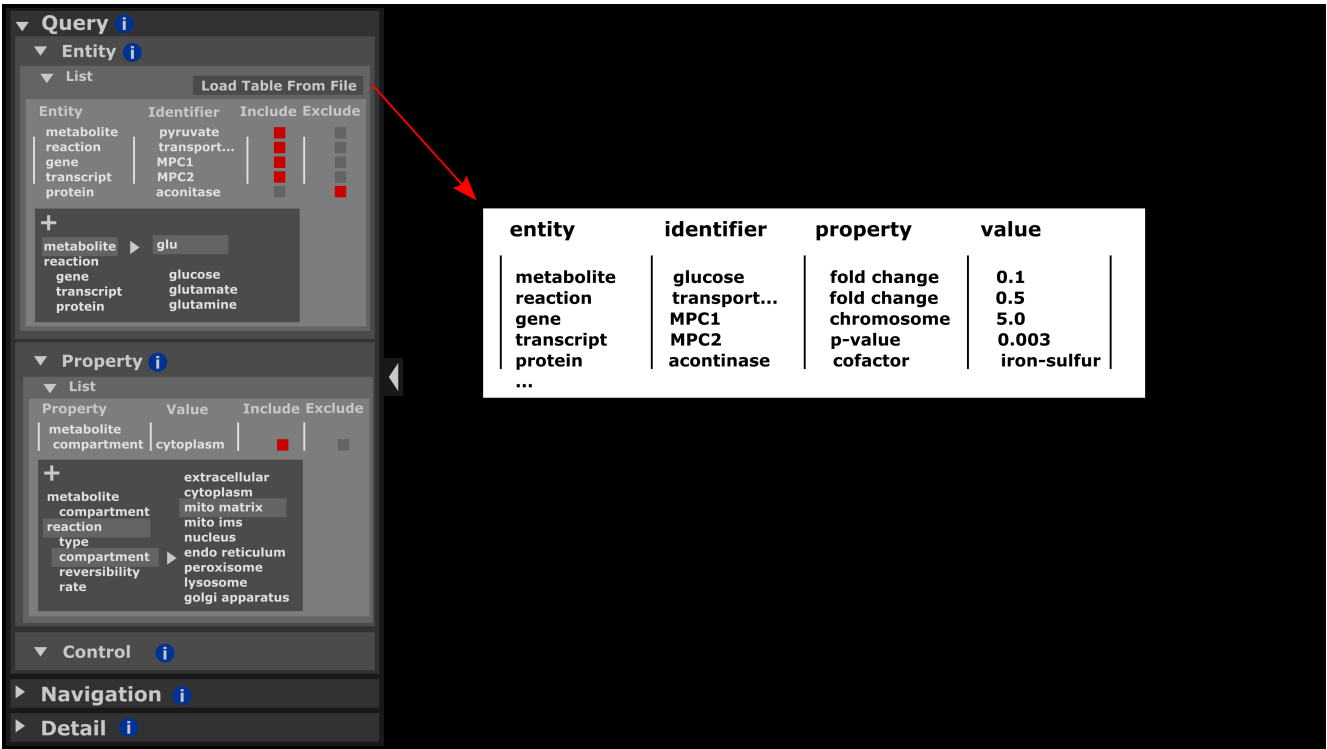 Query i
Entity i
List
Load Table From File
Entity Identifier Include Exclude
metabolite pyruvate
reaction transport...
gene MPC1
transcript MPC2
protein aconitase
+
metabolite glu
reaction
gene glucose
transcript glutamate
protein glutamine
Property i
List
Property Value Include Exclude
metabolite
compartment cytoplasm
+
metabolite
compartment
reaction
type
compartment
reversibility
rate
extracellular
cytoplasm
mito matrix
mito ims
nucleus
endo reticulum
peroxisome
lysosome
golgi apparatus
Control i
Navigation i
Detail i
entity identifier property value
metabolite glucose fold change 0.1
reaction transport... fold change 0.5
gene MPC1 chromosome 5.0
transcript MPC2 p-value 0.003
protein acontinase cofactor iron-sulfur
...